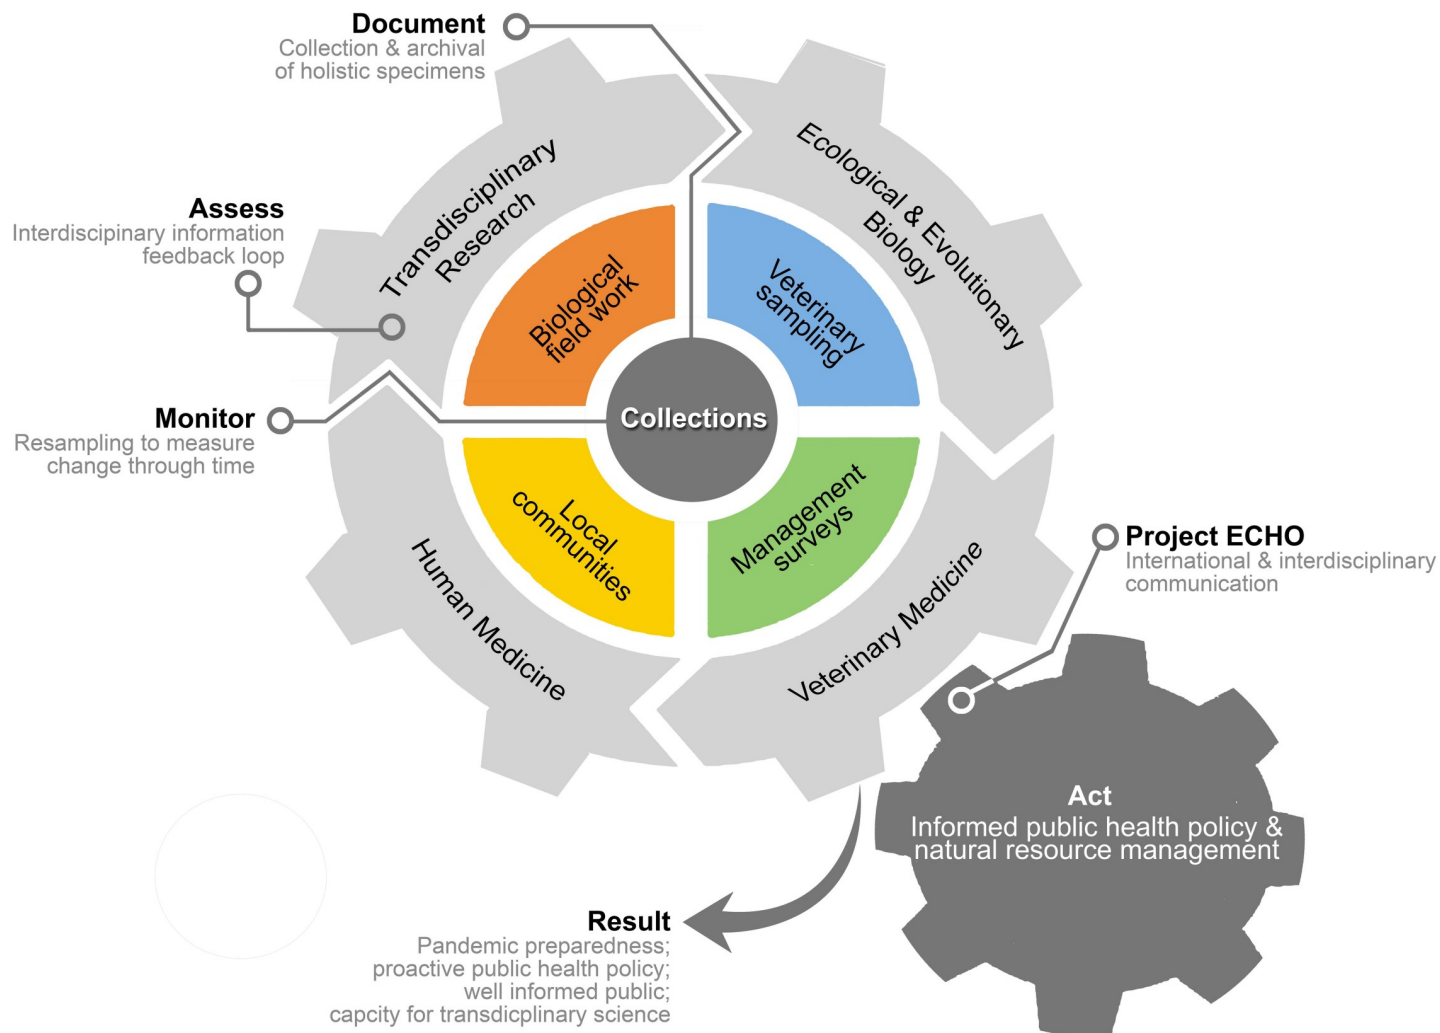 Document
Collection & archival
of holistic specimens
Assess
Interdiscipinary information
feedback loop
Monitor
Resampling to measure
change through time
Transdisciplinary
Research
Ecological & Evolutionary
Biology
Biological
field work
Veterinary
sampling
Collections
Local
communities
Management
surveys
Human Medicine
Veterinary Medicine
Project ECHO
International & interdisciplinary
communication
Act
Informed public health policy &
natural resource management
Result
Pandemic preparedness;
proactive public health policy;
well informed public;
capcity for transdicplinary science